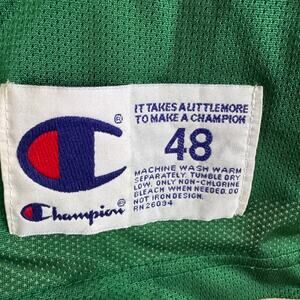 IT TAKES A LITTLE MORE
TO MAKE A CHAMPION
®
48
MACHINE WASH WARM
SEPARATELY. TUMBLE DRY
LOW. ONLY NON-CHLORINE
BLEACH WHEN NEEDED. DO
NOT IRON DESIGN.
RN 26094
Champion®